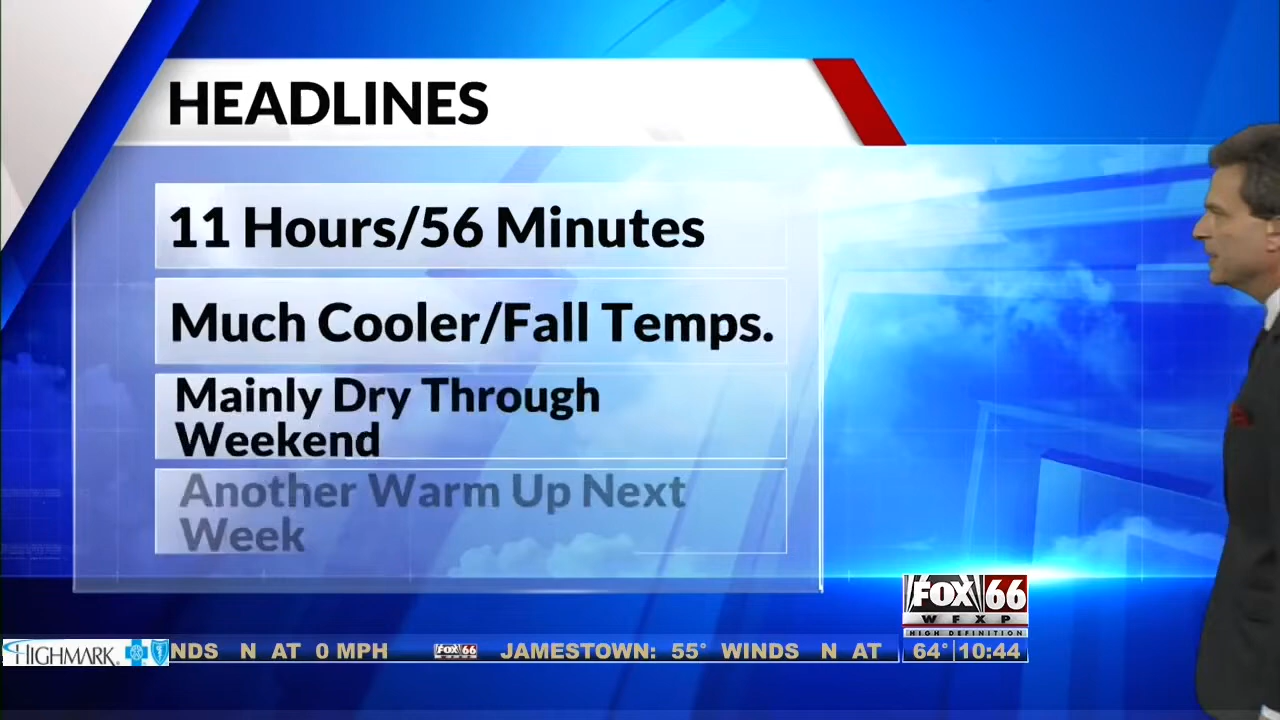 HEADLINES
11 Hours/56 Minutes
Much Cooler/Fall Temps.
Mainly Dry Through
Weekend
Another Warm Up Next
Week
FOX 66
WFXP
HIGH DEFINITION
HIGHMARK
NDS N AT 0 MPH FOX 66 JAMESTOWN: 55° WINDS N AT
64° 10:44